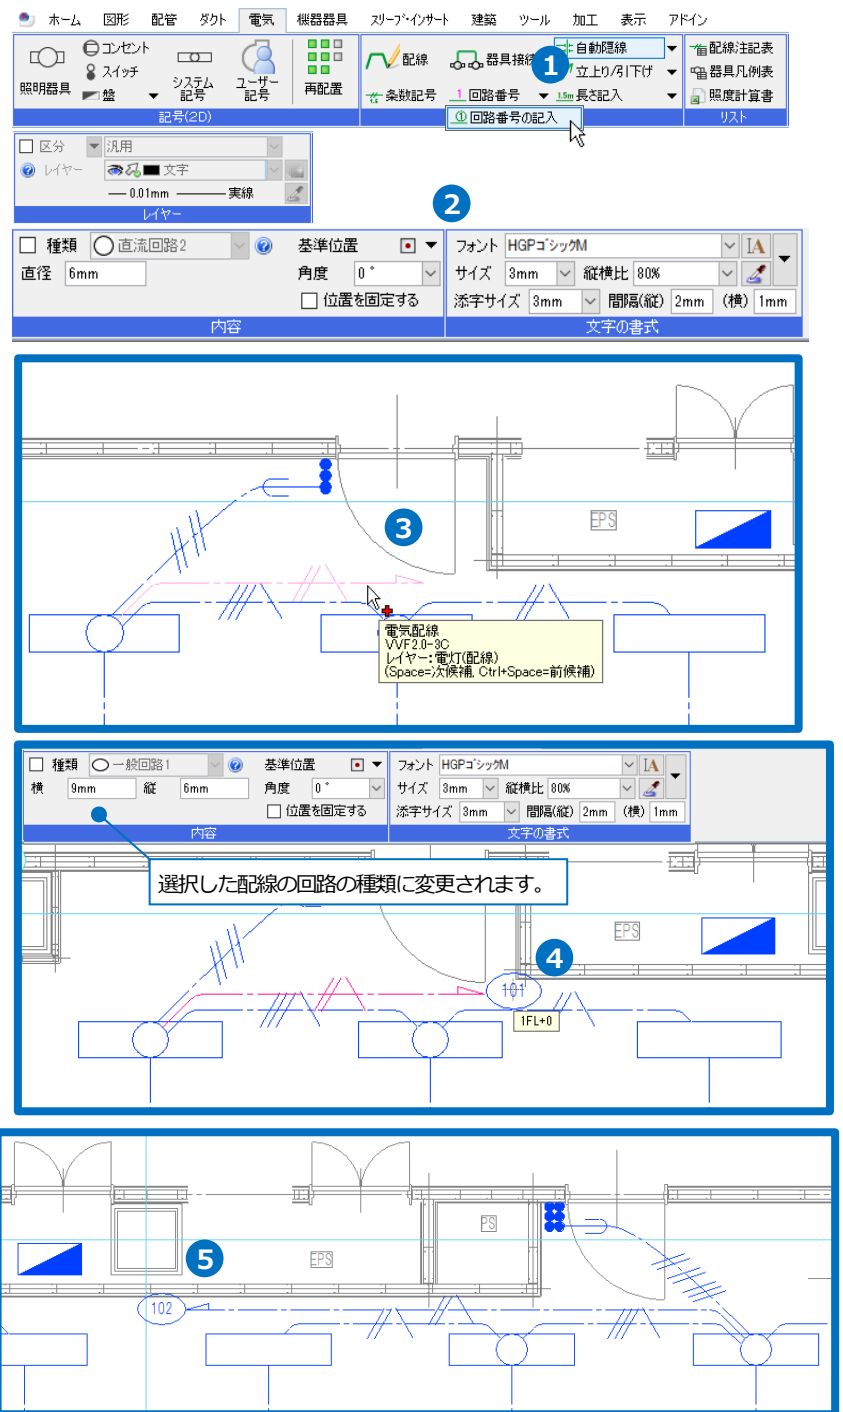 ホーム 図形 配管 ダクト 電気 機器器具 スリーブ・インサート 建築 ツール 加工 表示 アドイン
コンセント 配線 器具接続 自動隠線 配線注記表
スイッチ 1 立上り/引下げ 器具凡例表
照明器具 盤 システム記号 ユーザー記号 再配置 条数記号 1 回路番号 1.5m 長さ記入 照度計算書
記号(2D) ① 回路番号の記入 リスト
区分 汎用
レイヤー 文字
0.01mm 実線
レイヤー
2
種類 直流回路2 基準位置 フォント HGPゴシックM IA
直径 6mm 角度 0° サイズ 3mm 縦横比 80%
位置を固定する 添字サイズ 3mm 間隔(縦) 2mm (横) 1mm
内容 文字の書式
3
EPS
電気配線
VVF2.0-3C
レイヤー:電灯(配線)
(Space=次候補, Ctrl+Space=前候補)
種類 一般回路1 基準位置 フォント HGPゴシックM IA
横 9mm 縦 6mm 角度 0° サイズ 3mm 縦横比 80%
位置を固定する 添字サイズ 3mm 間隔(縦) 2mm (横) 1mm
内容 文字の書式
選択した配線の回路の種類に変更されます。
EPS
4
101
1FL+0
PS
5 EPS
102